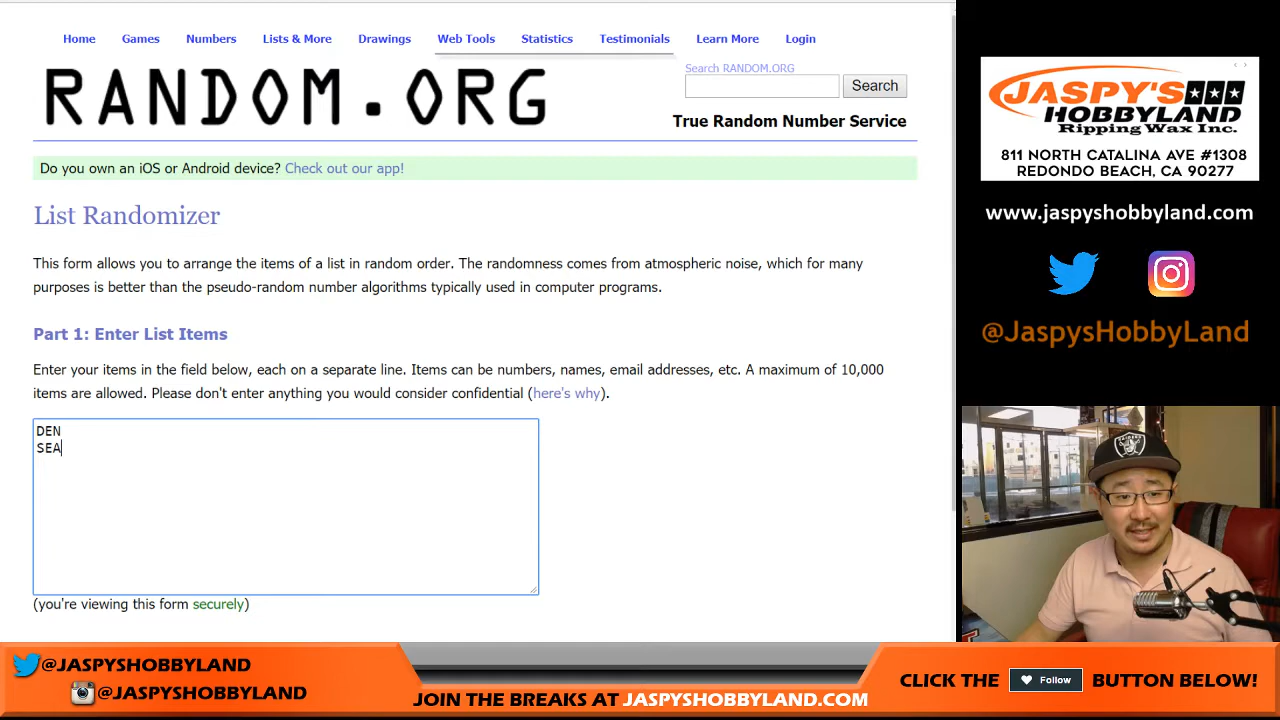 Home Games Numbers Lists & More Drawings Web Tools Statistics Testimonials Learn More Login
RANDOM.ORG
Search RANDOM.ORG
Search
True Random Number Service
Do you own an iOS or Android device? Check out our app!
List Randomizer
This form allows you to arrange the items of a list in random order. The randomness comes from atmospheric noise, which for many
purposes is better than the pseudo-random number algorithms typically used in computer programs.
Part 1: Enter List Items
Enter your items in the field below, each on a separate line. Items can be numbers, names, email addresses, etc. A maximum of 10,000
items are allowed. Please don't enter anything you would consider confidential (here's why).
DEN
SEA
(you're viewing this form securely)
JASPY'S
HOBBYLAND
Ripping Wax Inc.
811 NORTH CATALINA AVE #1308
REDONDO BEACH, CA 90277
www.jaspyshobbyland.com
@JaspysHobbyLand
RAIDERS
@JASPYSHOBBYLAND
@JASPYSHOBBYLAND
JOIN THE BREAKS AT JASPYSHOBBYLAND.COM
CLICK THE Follow BUTTON BELOW!